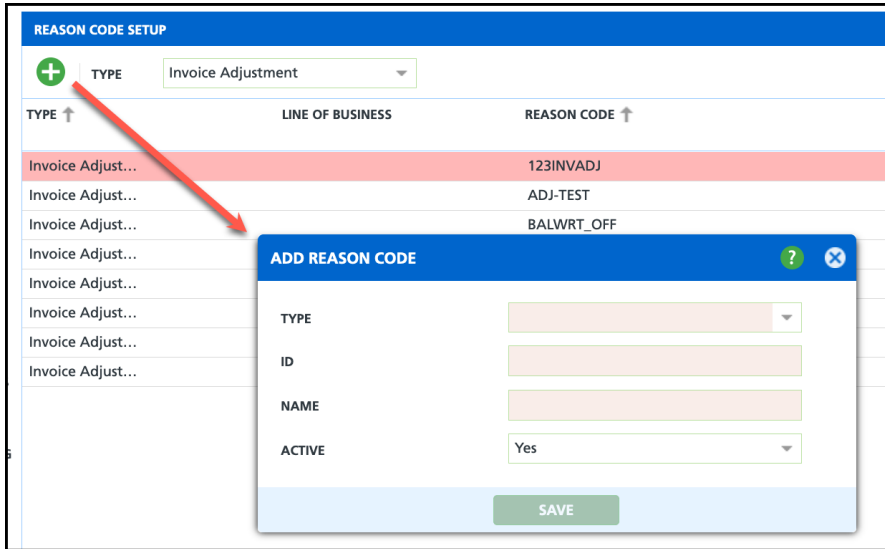 REASON CODE SETUP
TYPE Invoice Adjustment
TYPE LINE OF BUSINESS REASON CODE
Invoice Adjust... 123INVADJ
Invoice Adjust... ADJ-TEST
Invoice Adjust... BALWRT_OFF
Invoice Adjust...
Invoice Adjust...
Invoice Adjust...
Invoice Adjust...
Invoice Adjust...
ADD REASON CODE ?
TYPE
ID
NAME
ACTIVE Yes
SAVE